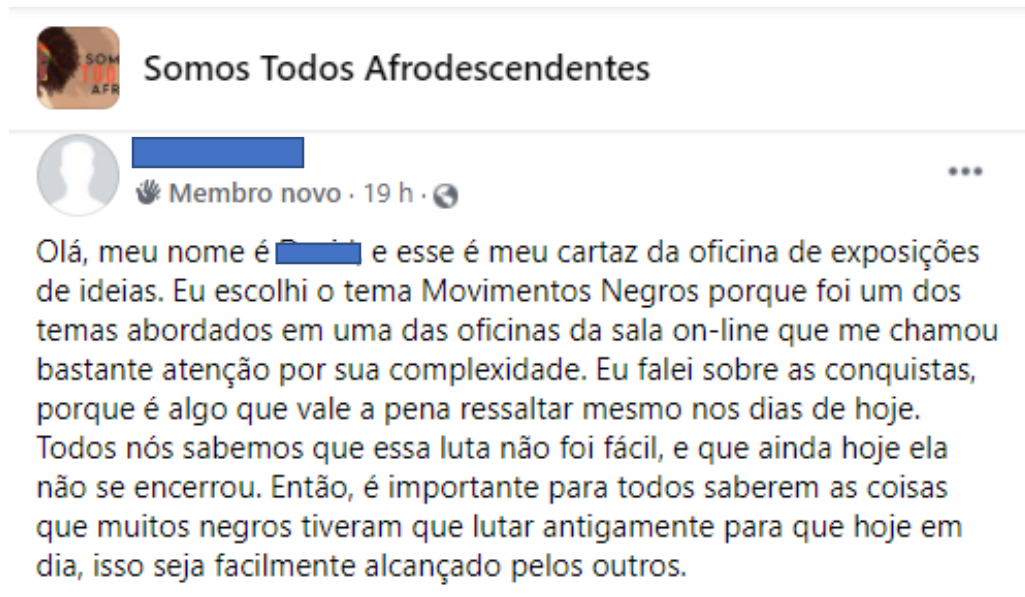 SOM
TOD
AFR
Somos Todos Afrodescendentes
Membro novo · 19 h ·
Olá, meu nome é e esse é meu cartaz da oficina de exposições
de ideias. Eu escolhi o tema Movimentos Negros porque foi um dos
temas abordados em uma das oficinas da sala on-line que me chamou
bastante atenção por sua complexidade. Eu falei sobre as conquistas,
porque é algo que vale a pena ressaltar mesmo nos dias de hoje.
Todos nós sabemos que essa luta não foi fácil, e que ainda hoje ela
não se encerrou. Então, é importante para todos saberem as coisas
que muitos negros tiveram que lutar antigamente para que hoje em
dia, isso seja facilmente alcançado pelos outros.